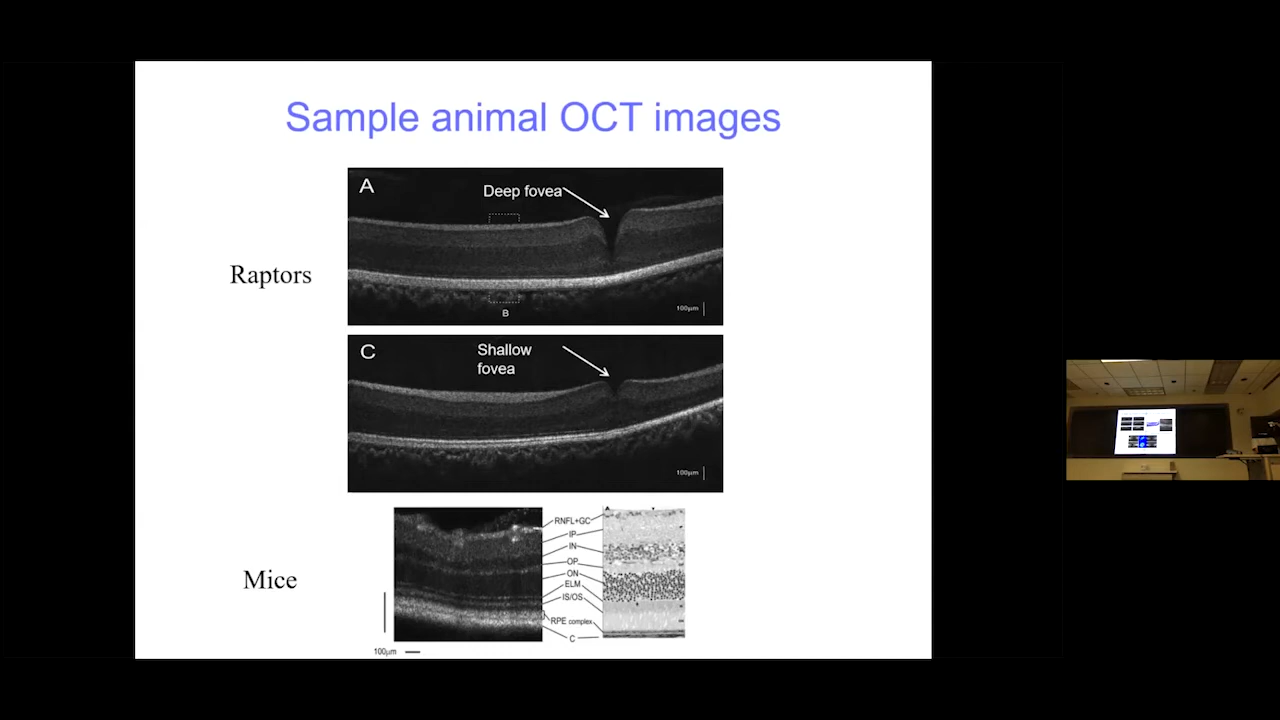 Sample animal OCT images
A
Deep fovea
Raptors
B
100μm
C
Shallow
fovea
100μm
RNFL+GC
IP
IN
OP
ON
ELM
IS/OS
RPE complex
C
Mice
100μm